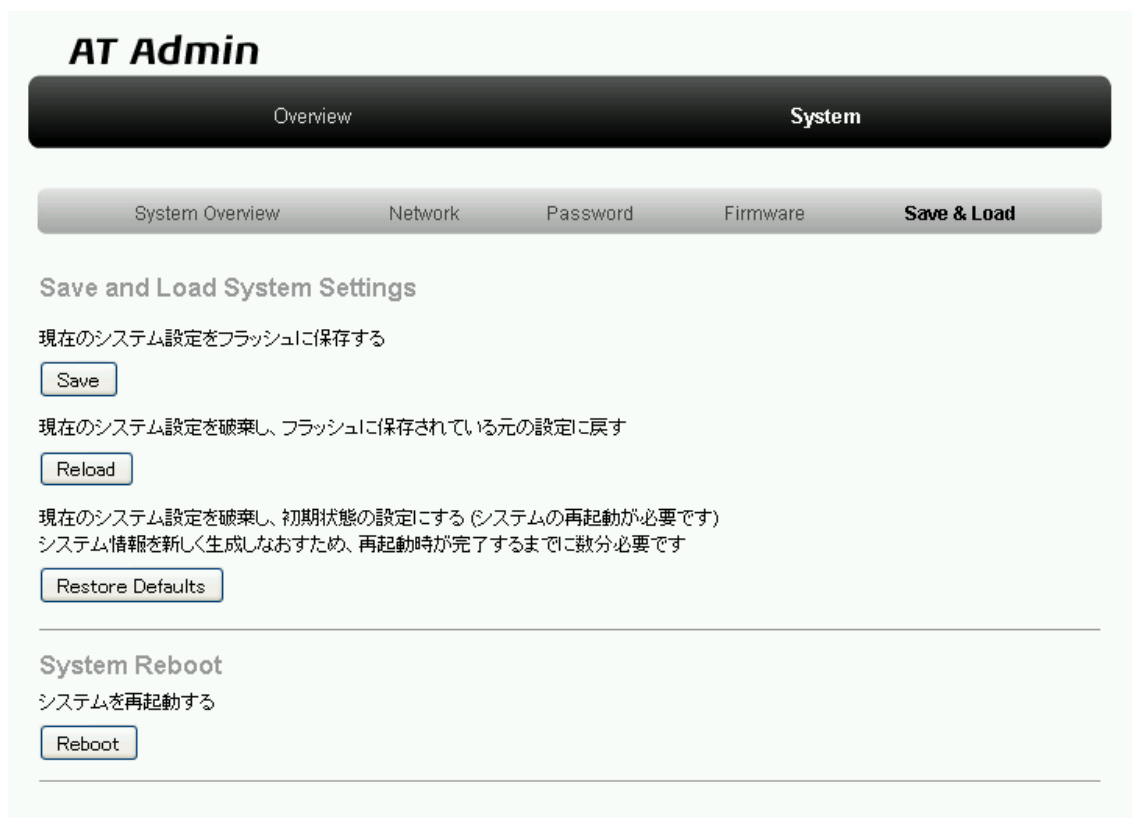 AT Admin
Overview System
System Overview Network Password Firmware Save & Load
Save and Load System Settings
現在のシステム設定をフラッシュに保存する
Save
現在のシステム設定を破棄し、フラッシュに保存されている元の設定に戻す
Reload
現在のシステム設定を破棄し、初期状態の設定にする (システムの再起動が必要です)
システム情報を新しく生成しなおすため、再起動時が完了するまでに数分必要です
Restore Defaults
System Reboot
システムを再起動する
Reboot